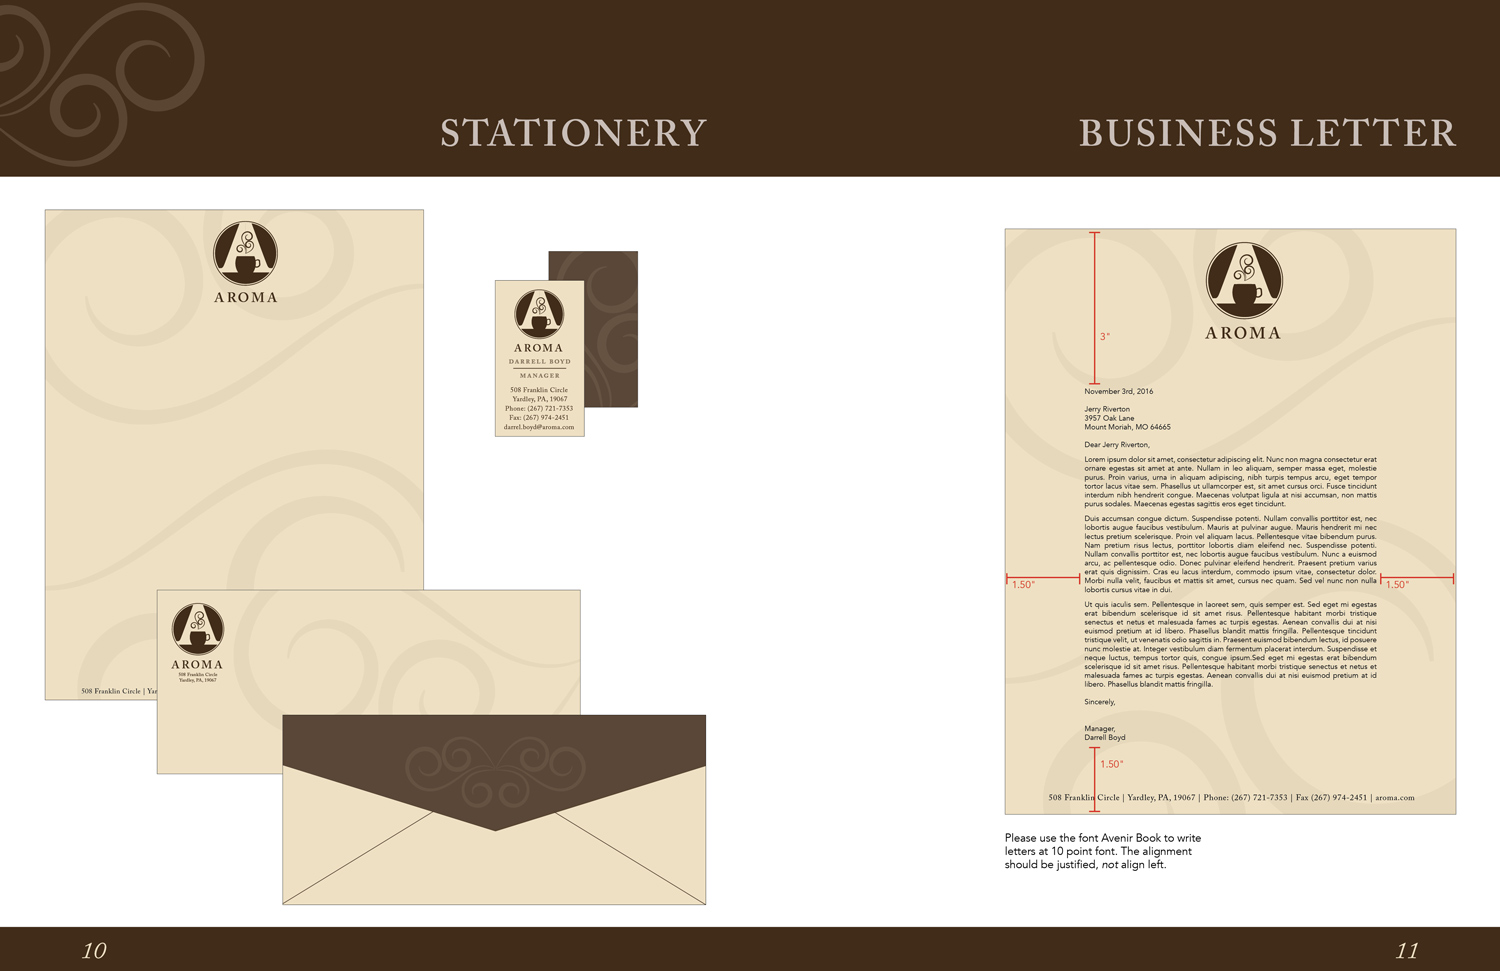 STATIONERY
AROMA
508 Franklin Circle | Yar
AROMA
DARRELL BOYD
MANAGER
508 Franklin Circle
Yardley, PA, 19067
Phone: (267) 721-7353
Fax: (267) 974-2451
darrel.boyd@aroma.com
AROMA
508 Franklin Circle
Yardley, PA, 19067
10
BUSINESS LETTER
AROMA
3"
November 3rd, 2016
Jerry Riverton
3957 Oak Lane
Mount Moriah, MO 64665
Dear Jerry Riverton,
Lorem ipsum dolor sit amet, consectetur adipiscing elit. Nunc non magna consectetur erat
ornare egestas sit amet at ante. Nullam in leo aliquam, semper massa eget, molestie
purus. Proin varius, urna in aliquam adipiscing, nibh turpis tempus arcu, eget tempor
tortor lacus vitae sem. Phasellus ut ullamcorper est, sit amet cursus orci. Fusce tincidunt
interdum nibh hendrerit congue. Maecenas volutpat ligula at nisi accumsan, non mattis
purus sodales. Maecenas egestas sagittis eros eget tincidunt.
Duis accumsan congue dictum. Suspendisse potenti. Nullam convallis porttitor est, nec
lobortis augue faucibus vestibulum. Mauris at pulvinar augue. Mauris hendrerit mi nec
lectus pretium scelerisque. Proin vel aliquam lacus. Pellentesque vitae bibendum purus.
Nam pretium risus lectus, porttitor lobortis diam eleifend nec. Suspendisse potenti.
Nullam convallis porttitor est, nec lobortis augue faucibus vestibulum. Nunc a euismod
arcu, ac pellentesque odio. Donec pulvinar eleifend hendrerit. Praesent pretium varius
erat quis dignissim. Cras eu lacus interdum, commodo ipsum vitae, consectetur dolor.
Morbi nulla velit, faucibus et mattis sit amet, cursus nec quam. Sed vel nunc non nulla
lobortis cursus vitae in dui.
1.50"
1.50"
Ut quis iaculis sem. Pellentesque in laoreet sem, quis semper est. Sed eget mi egestas
erat bibendum scelerisque id sit amet risus. Pellentesque habitant morbi tristique
senectus et netus et malesuada fames ac turpis egestas. Aenean convallis dui at nisi
euismod pretium at id libero. Phasellus blandit mattis fringilla. Pellentesque tincidunt
tristique velit, ut venenatis odio sagittis in. Praesent euismod bibendum lectus, id posuere
nunc molestie at. Integer vestibulum diam fermentum placerat interdum. Suspendisse et
neque luctus, tempus tortor quis, congue ipsum.Sed eget mi egestas erat bibendum
scelerisque id sit amet risus. Pellentesque habitant morbi tristique senectus et netus et
malesuada fames ac turpis egestas. Aenean convallis dui at nisi euismod pretium at id
libero. Phasellus blandit mattis fringilla.
Sincerely,
Manager,
Darrell Boyd
1.50"
508 Franklin Circle | Yardley, PA, 19067 | Phone: (267) 721-7353 | Fax (267) 974-2451 | aroma.com
Please use the font Avenir Book to write
letters at 10 point font. The alignment
should be justified, not align left.
11